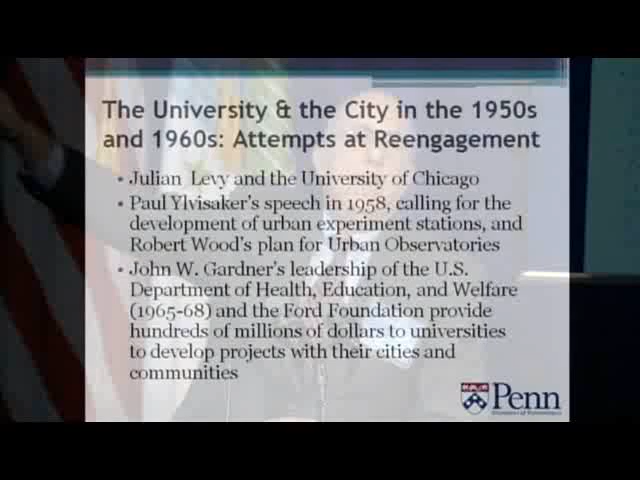 The University & the City in the 1950s
and 1960s: Attempts at Reengagement
• Julian Levy and the University of Chicago
• Paul Ylvisaker's speech in 1958, calling for the
development of urban experiment stations, and
Robert Wood's plan for Urban Observatories
• John W. Gardner's leadership of the U.S.
Department of Health, Education, and Welfare
(1965-68) and the Ford Foundation provide
hundreds of millions of dollars to universities
to develop projects with their cities and
communities
Penn
University of Pennsylvania